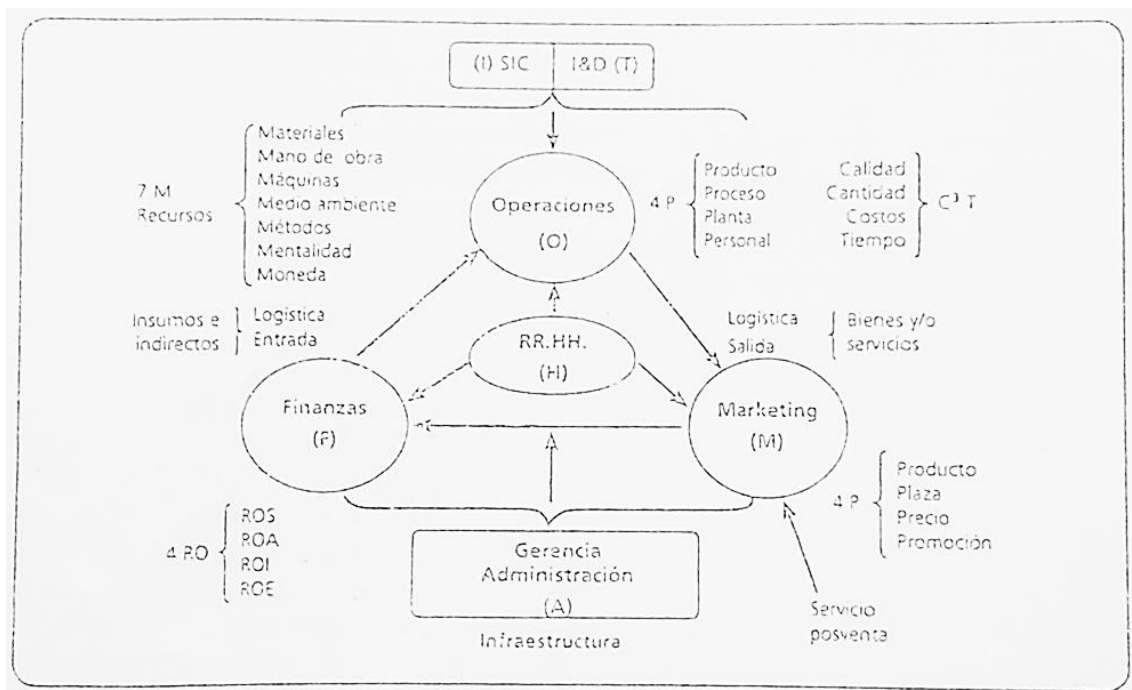 (I) SIC
I&D (T)
7 M
Recursos
Materiales
Mano de obra
Máquinas
Medio ambiente
Métodos
Mentalidad
Moneda
Operaciones
(O)
4 P
Producto
Proceso
Planta
Personal
Calidad
Cantidad
Costos
Tiempo
C³ T
Insumos e
indirectos
Logística
Entrada
RR.HH.
(H)
Logística
Salida
Bienes y/o
servicios
Finanzas
(F)
Marketing
(M)
4 RO
ROS
ROA
ROI
ROE
Gerencia
Administración
(A)
Infraestructura
4 P
Producto
Plaza
Precio
Promoción
Servicio
posventa